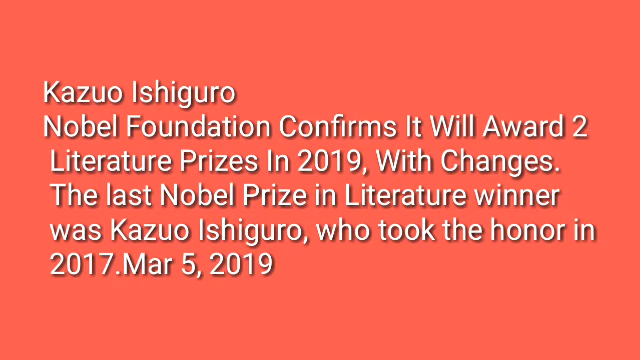 Kazuo Ishiguro
Nobel Foundation Confirms It Will Award 2
Literature Prizes In 2019, With Changes.
The last Nobel Prize in Literature winner
was Kazuo Ishiguro, who took the honor in
2017.Mar 5, 2019